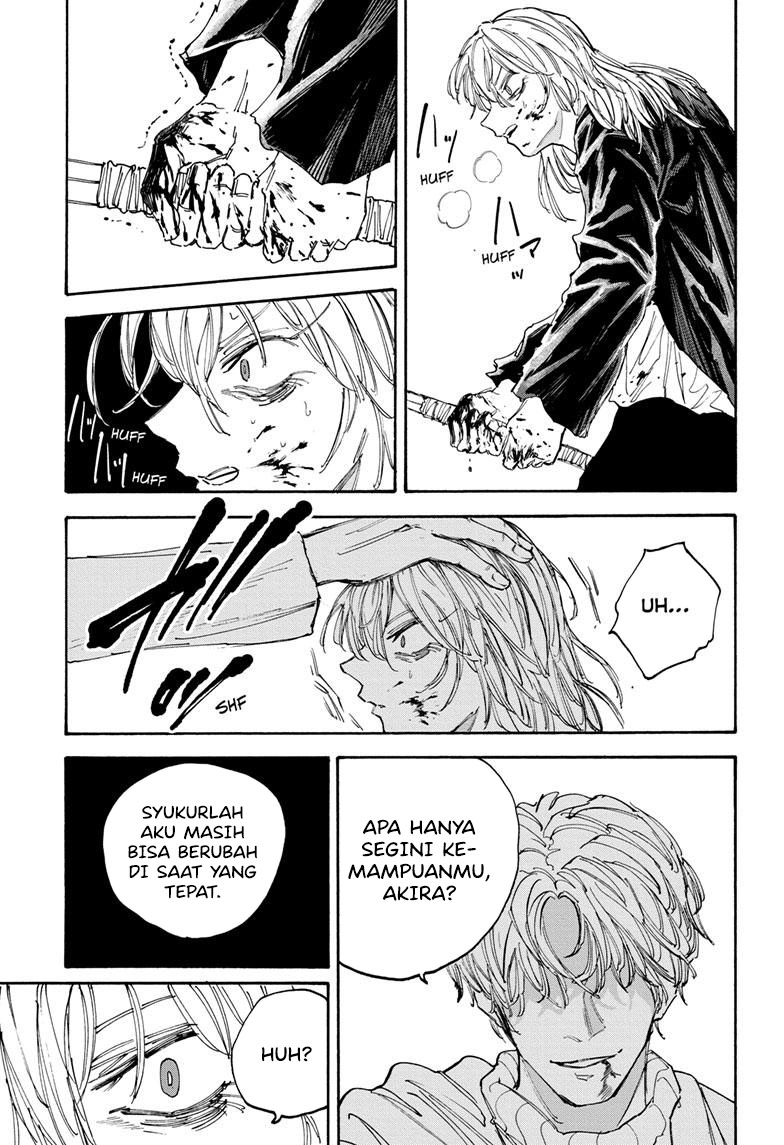 ハッ
HUFF
ハァッ
HUFF
ハッ
HUFF
ハッ
HUFF
UH...
SHF
APA HANYA
SEGINI KE-
MAMPUANMU,
AKIRA?
SYUKURLAH
AKU MASIH
BISA BERUBAH
DI SAAT YANG
TEPAT.
HUH?